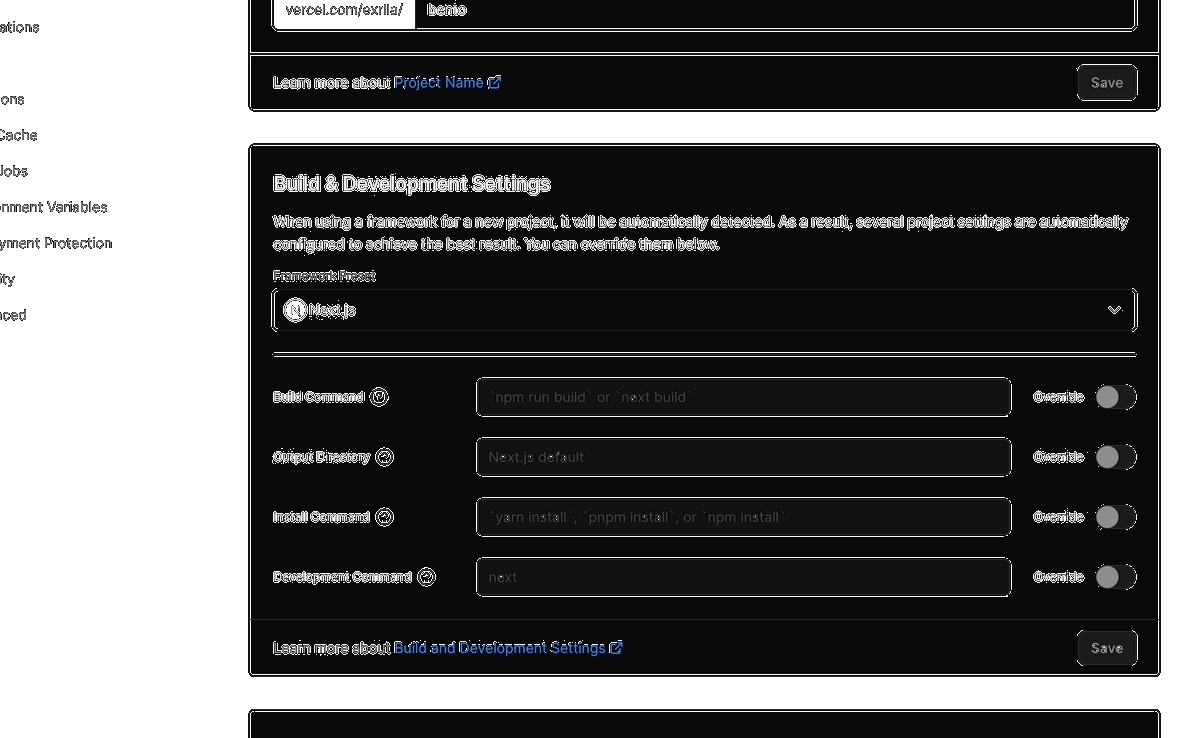 vercel.com/exrlla/ bemo
ations
Learn more about Project Name
Save
ons
Cache
Jobs
nment Variables
yment Protection
ity
nced
Build & Development Settings
When using a framework for a new project, it will be automatically detected. As a result, several project settings are automatically
configured to achieve the best result. You can override them below.
Framework Preset
N Next.js
Build Command
`npm run build` or `next build`
Override
Output Directory
Next.js default
Override
Install Command
`yarn install`, `pnpm install`, or `npm install`
Override
Development Command
next
Override
Learn more about Build and Development Settings
Save